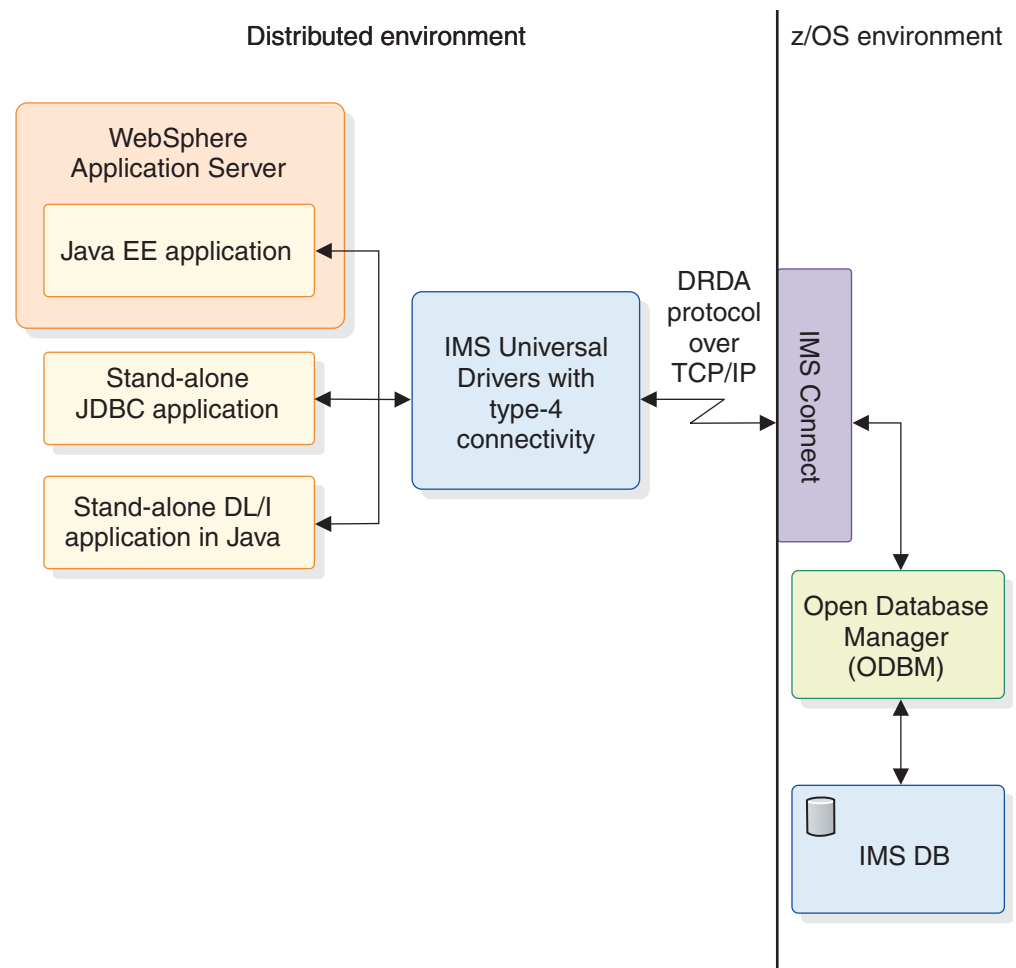 Distributed environment
z/OS environment
WebSphere
Application Server
Java EE application
Stand-alone
JDBC application
Stand-alone DL/I
application in Java
IMS Universal
Drivers with
type-4
connectivity
DRDA
protocol
over
TCP/IP
IMS Connect
Open Database
Manager
(ODBM)
IMS DB